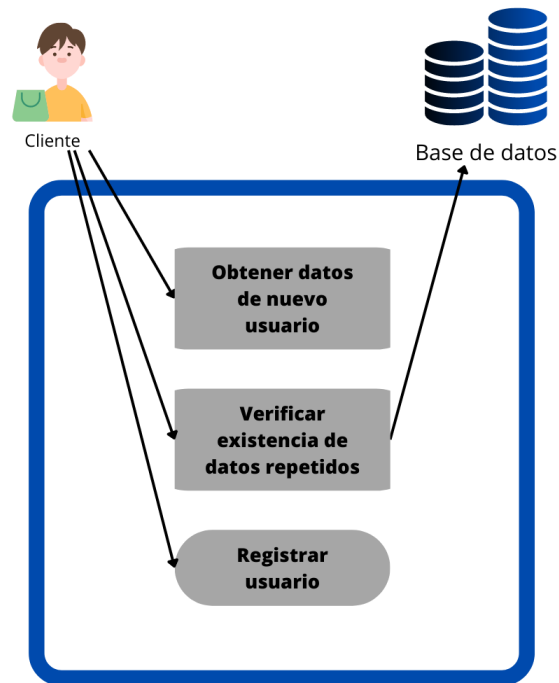 Cliente
Base de datos
Obtener datos
de nuevo
usuario
Verificar
existencia de
datos repetidos
Registrar
usuario